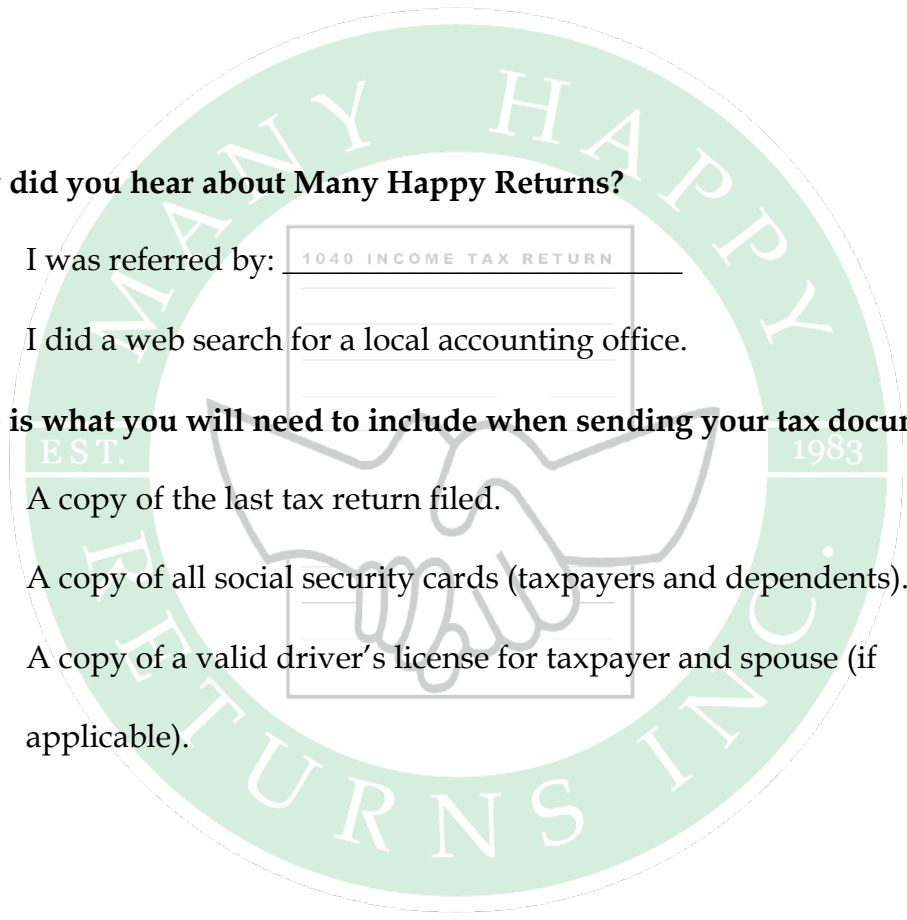 MANY HAPPY RETURNS INC.
did you hear about Many Happy Returns?
I was referred by: _________________________
1040 INCOME TAX RETURN
I did a web search for a local accounting office.
is what you will need to include when sending your tax docu
EST. 1983
A copy of the last tax return filed.
A copy of all social security cards (taxpayers and dependents).
A copy of a valid driver’s license for taxpayer and spouse (if
applicable).